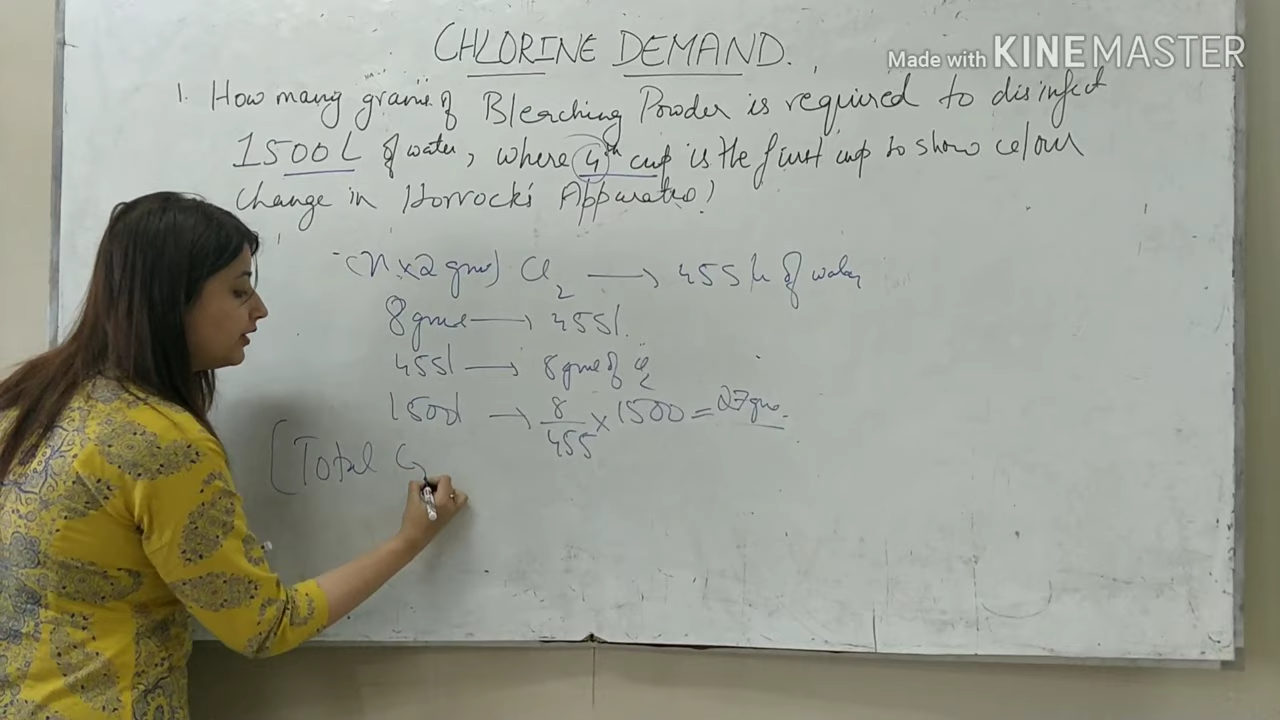 CHLORINE DEMAND.
Made with KINEMASTER
1. How many grams of Bleaching Powder is required to disinfect
1500L of water, where 4th cup is the first cup to show colour
change in Horrock's Apparatus?
(n x 2 gms) Cl2 → 455 ltr of water
8 gms → 455 l.
455 l → 8 gms of Cl2
1500 l → 8/455 x 1500 = 27 gms.
[Total